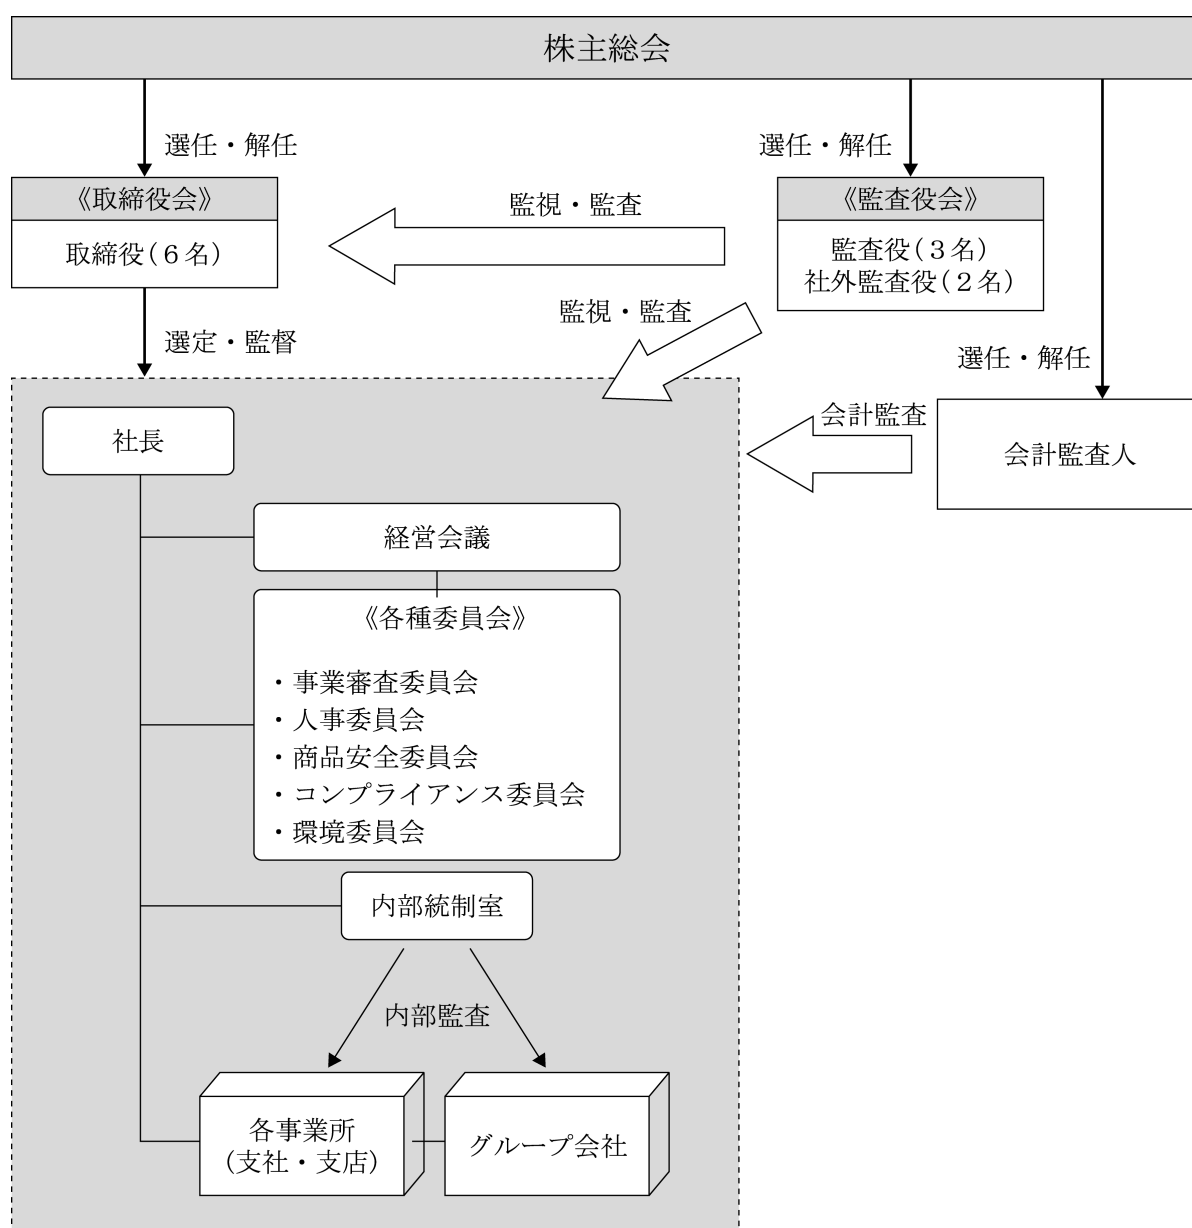 株主総会
選任・解任
選任・解任
《取締役会》
取締役(6名)
監視・監査
《監査役会》
監査役(3名)
社外監査役(2名)
選定・監督
監視・監査
選任・解任
社長
会計監査
会計監査人
経営会議
《各種委員会》
・事業審査委員会
・人事委員会
・商品安全委員会
・コンプライアンス委員会
・環境委員会
内部統制室
内部監査
各事業所
(支社・支店)
グループ会社